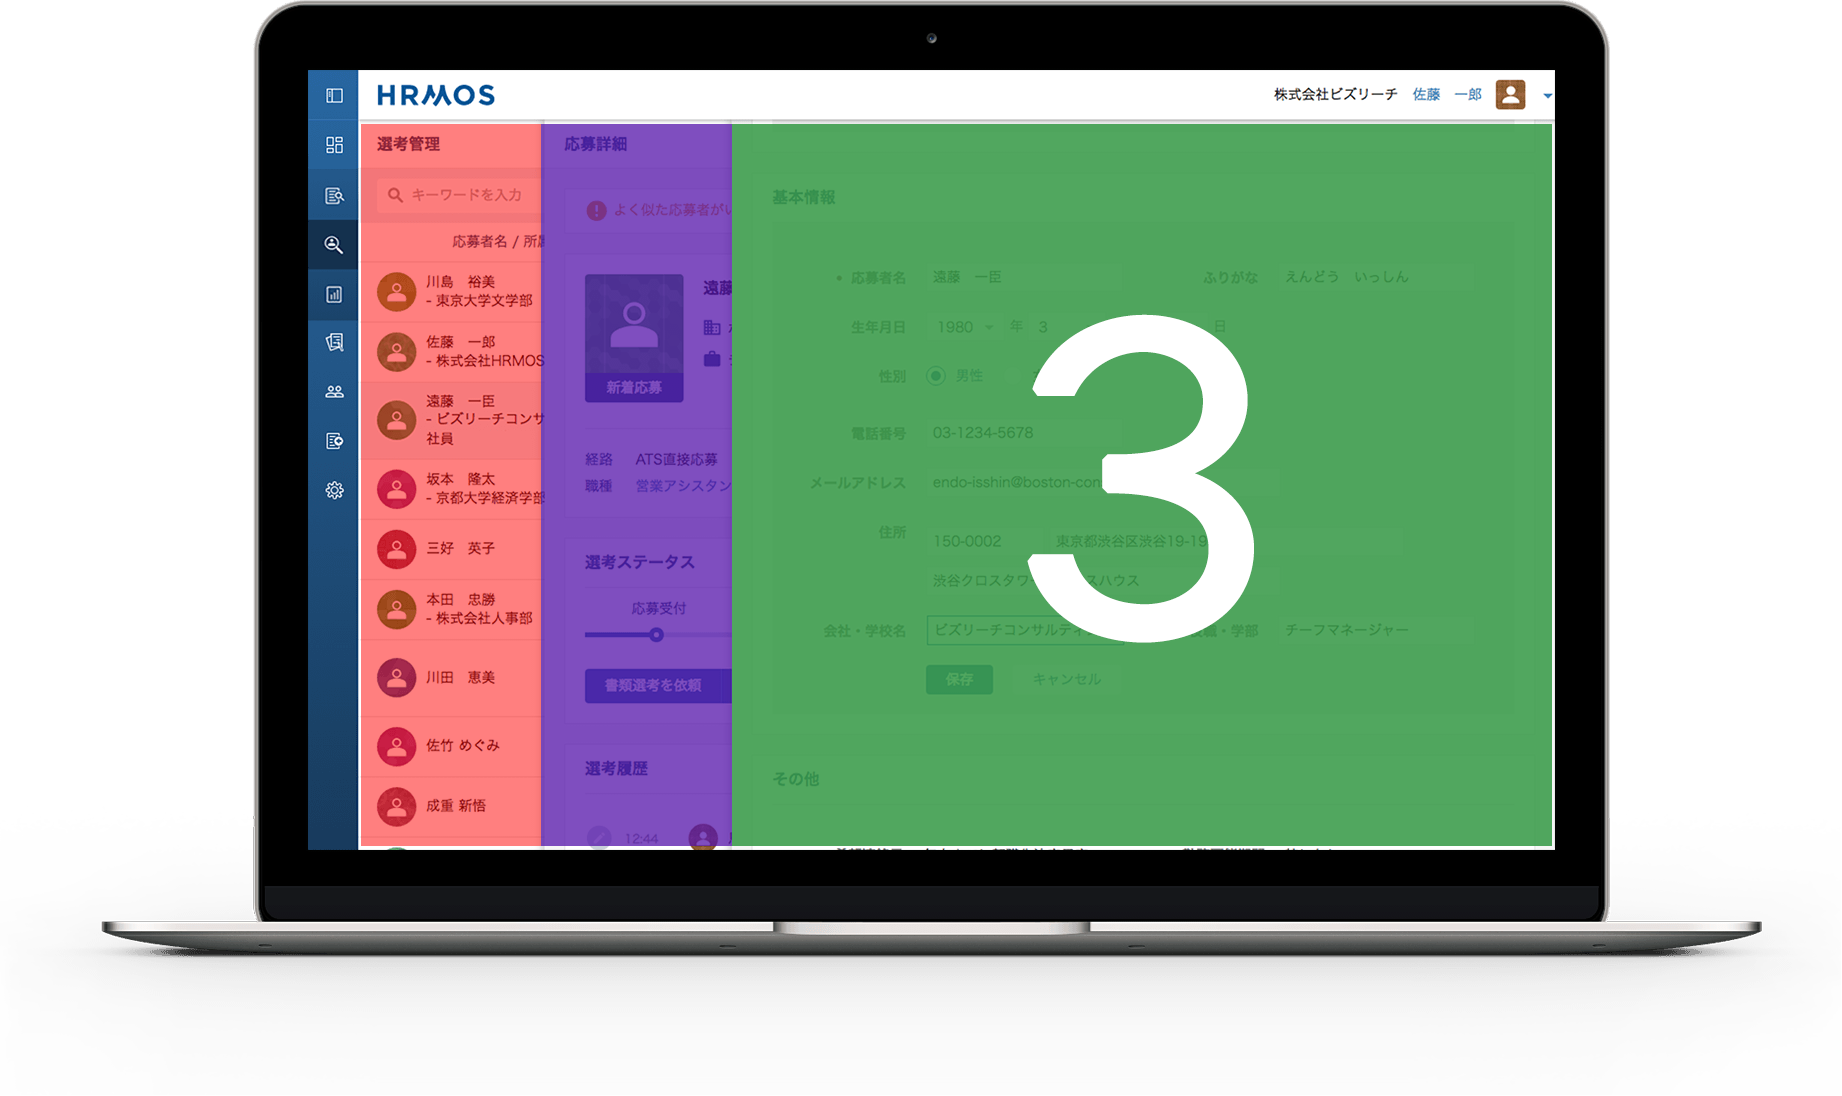 HRMOS
株式会社ビズリーチ 佐藤 一郎
選考管理
キーワードを入力
応募者名 / 所属
川島 裕美
- 東京大学文学部
佐藤 一郎
- 株式会社HRMOS
遠藤 一臣
- ビズリーチコンサ
社員
坂本 隆太
- 京都大学経済学部
三好 英子
本田 忠勝
- 株式会社人事部
川田 恵美
佐竹 めぐみ
成重 新悟
応募詳細
よく似た応募者がい
遠藤
新着応募
経路 ATS直接応募
職種 営業アシスタン
選考ステータス
応募受付
書類選考を依頼
選考履歴
12:44
基本情報
応募者名 遠藤 一臣 ふりがな えんどう いっしん
生年月日 1980 年 3 日
性別 男性
電話番号 03-1234-5678
メールアドレス endo-isshin@boston-con
住所
150-0002 東京都渋谷区渋谷19-19
渋谷クロスタワー スハウス
会社・学校名 ビズリーチコンサルティ 役職・学部 チーフマネージャー
保存 キャンセル
その他
3